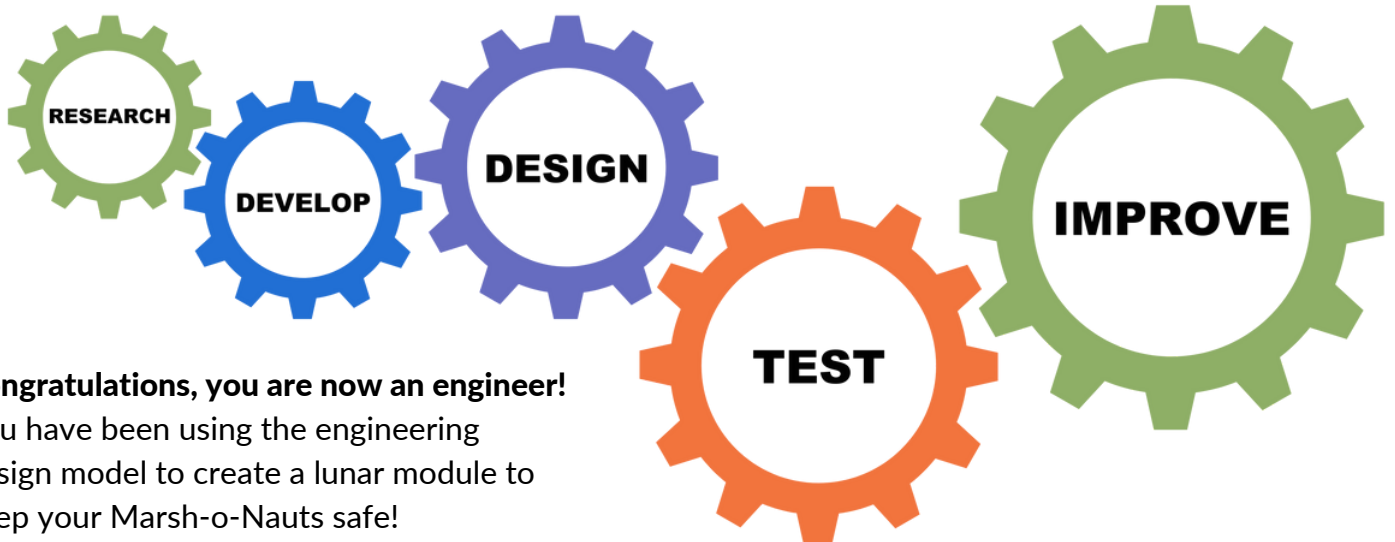 RESEARCH
DEVELOP
DESIGN
TEST
IMPROVE
ongratulations, you are now an engineer!
u have been using the engineering
sign model to create a lunar module to
ep your Marsh-o-Nauts safe!